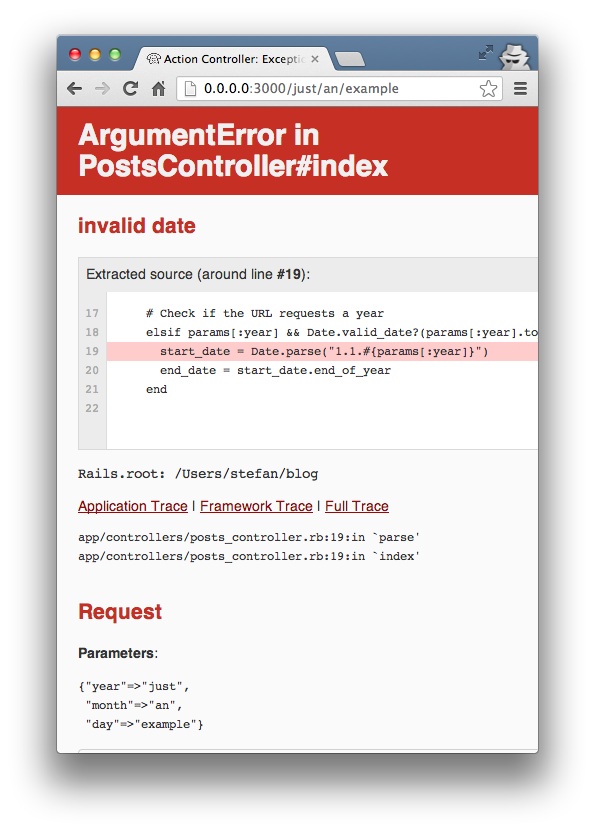 Action Controller: Excepti
0.0.0.0:3000/just/an/example
ArgumentError in
PostsController#index
invalid date
Extracted source (around line #19):
17 # Check if the URL requests a year
18 elsif params[:year] && Date.valid_date?(params[:year].to
19 start_date = Date.parse("1.1.#{params[:year]}")
20 end_date = start_date.end_of_year
21 end
22
Rails.root: /Users/stefan/blog
Application Trace | Framework Trace | Full Trace
app/controllers/posts_controller.rb:19:in `parse'
app/controllers/posts_controller.rb:19:in `index'
Request
Parameters:
{"year"=>"just",
"month"=>"an",
"day"=>"example"}